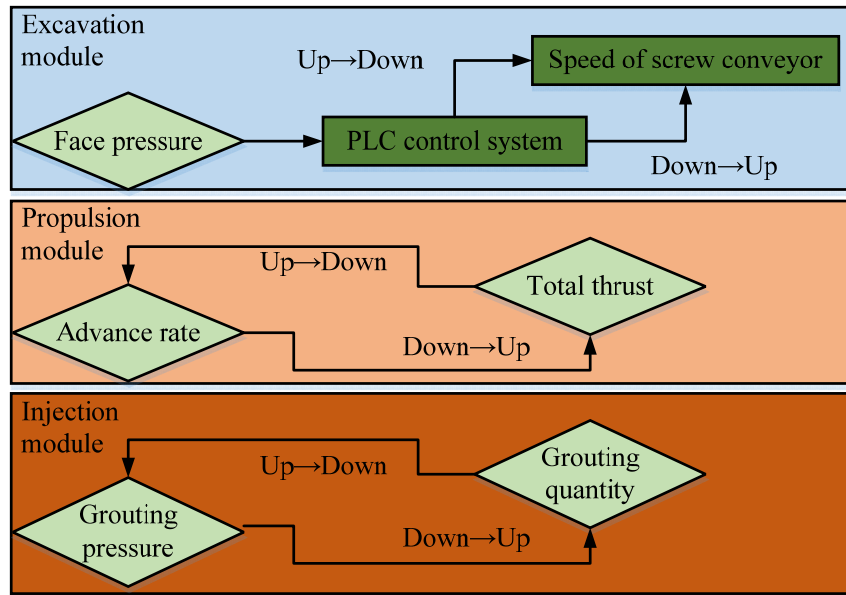 Excavation
module
Up→Down
Speed of screw conveyor
Face pressure
PLC control system
Down→Up
Propulsion
module
Up→Down
Total thrust
Advance rate
Down→Up
Injection
module
Up→Down
Grouting
quantity
Grouting
pressure
Down→Up